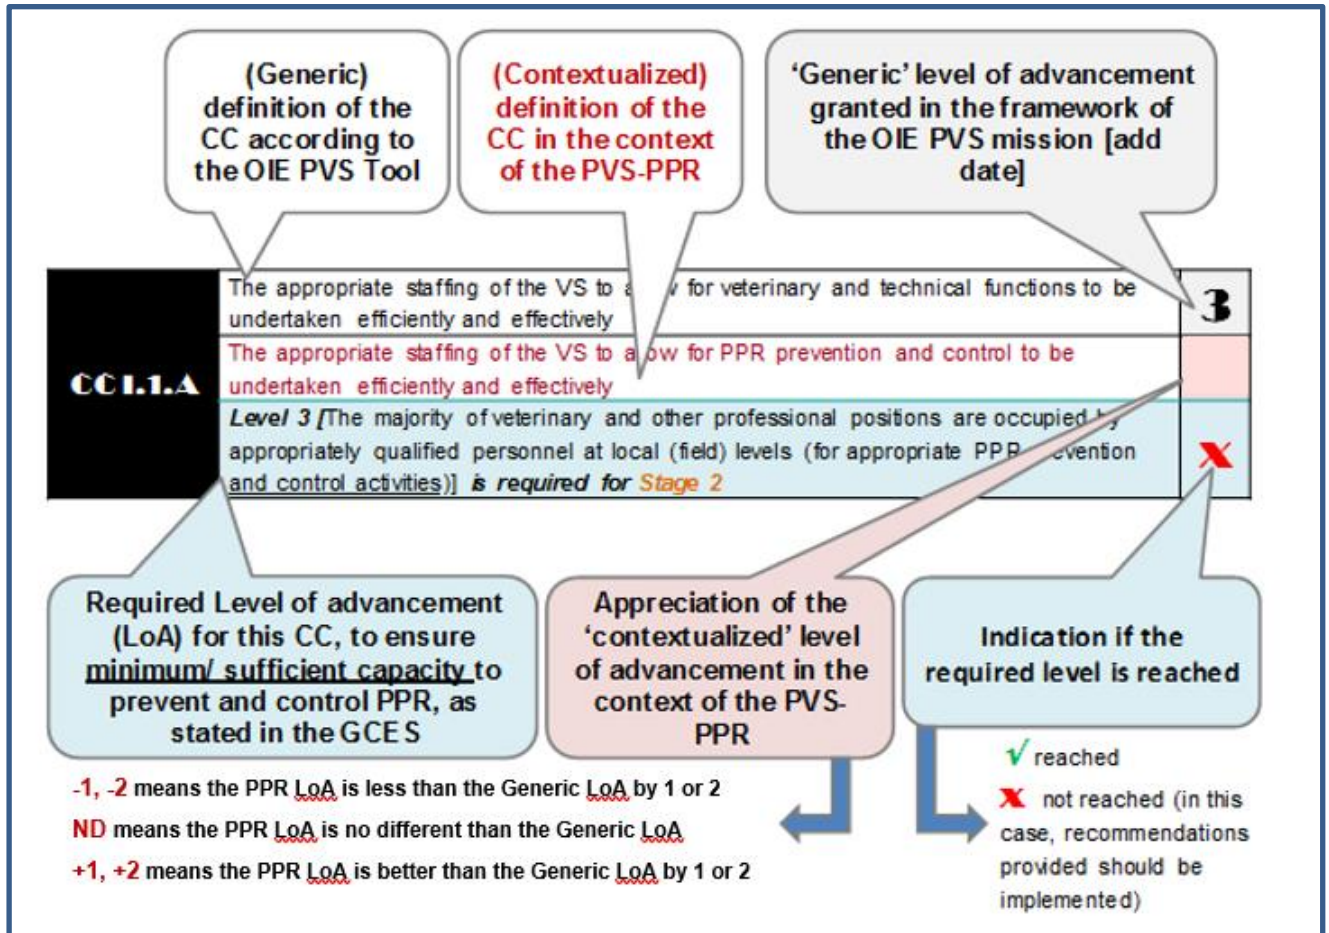 (Generic)
definition of the
CC according to
the OIE PVS Tool
(Contextualized)
definition of the
CC in the context
of the PVS-PPR
‘Generic’ level of advancement
granted in the framework of
the OIE PVS mission [add
date]
CC I.1.A
The appropriate staffing of the VS to for veterinary and technical functions to be
undertaken efficiently and effectively
3
The appropriate staffing of the VS to allow for PPR prevention and control to be
undertaken efficiently and effectively
Level 3 [The majority of veterinary and other professional positions are occupied by
appropriately qualified personnel at local (field) levels (for appropriate PPR prevention
and control activities)] is required for Stage 2
X
Required Level of advancement
(LoA) for this CC, to ensure
minimum/ sufficient capacity to
prevent and control PPR, as
stated in the GCES
Appreciation of the
‘contextualized’ level
of advancement in the
context of the PVS-
PPR
Indication if the
required level is reached
-1, -2 means the PPR LoA is less than the Generic LoA by 1 or 2
ND means the PPR LoA is no different than the Generic LoA
+1, +2 means the PPR LoA is better than the Generic LoA by 1 or 2
√ reached
X not reached (in this
case, recommendations
provided should be
implemented)